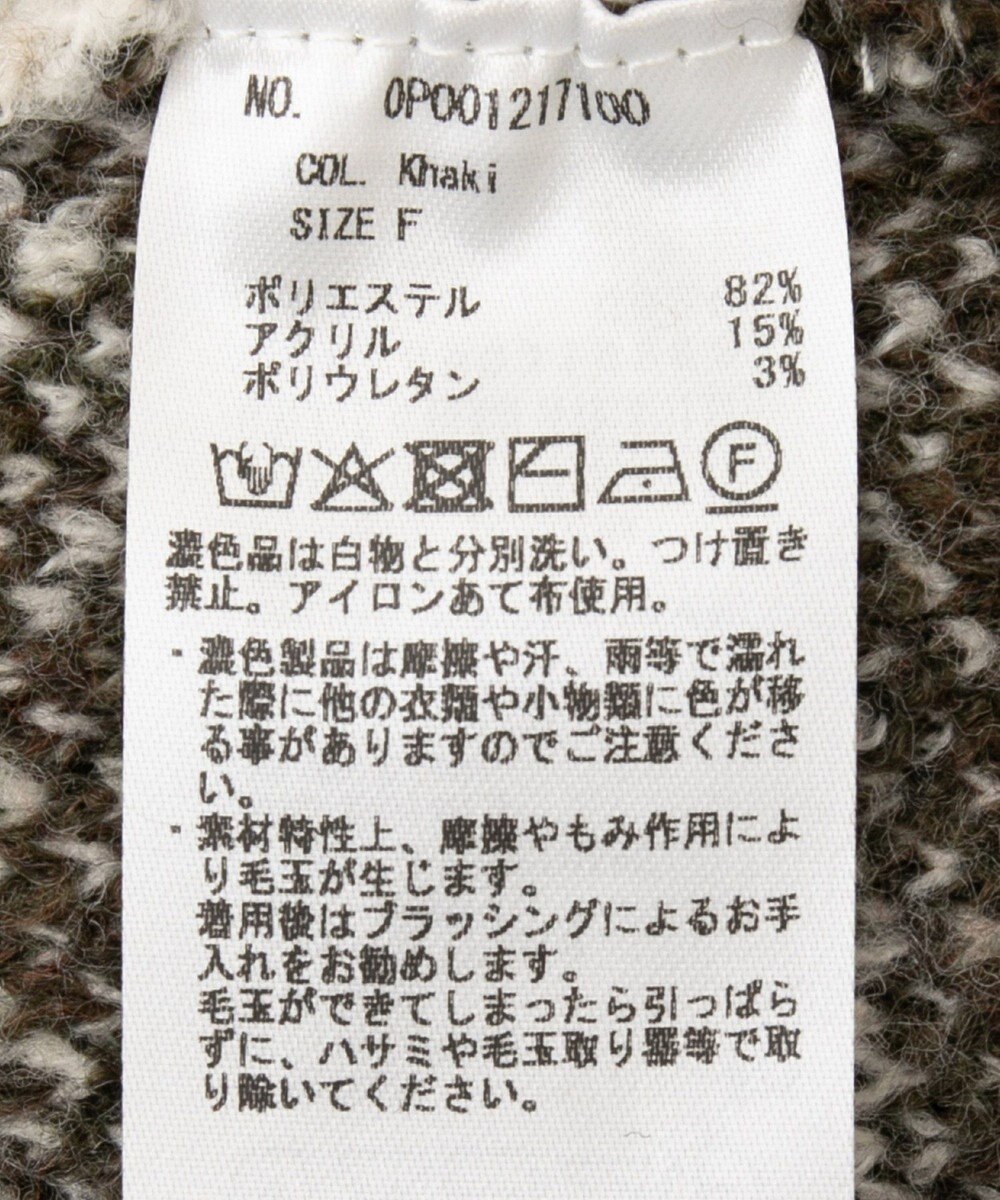 NO. 0P001217100
COL. Khaki
SIZE F
ポリエステル 82%
アクリル 15%
ポリウレタン 3%
F
濃色品は白物と分別洗い。つけ置き
禁止。アイロンあて布使用。
・濃色製品は摩擦や汗、雨等で濡れ
た際に他の衣類や小物類に色が移
る事がありますのでご注意くださ
い。
・素材特性上、摩擦やもみ作用によ
り毛玉が生じます。
着用後はブラッシングによるお手
入れをお勧めします。
毛玉ができてしまったら引っぱら
ずに、ハサミや毛玉取り器等で取
り除いてください。